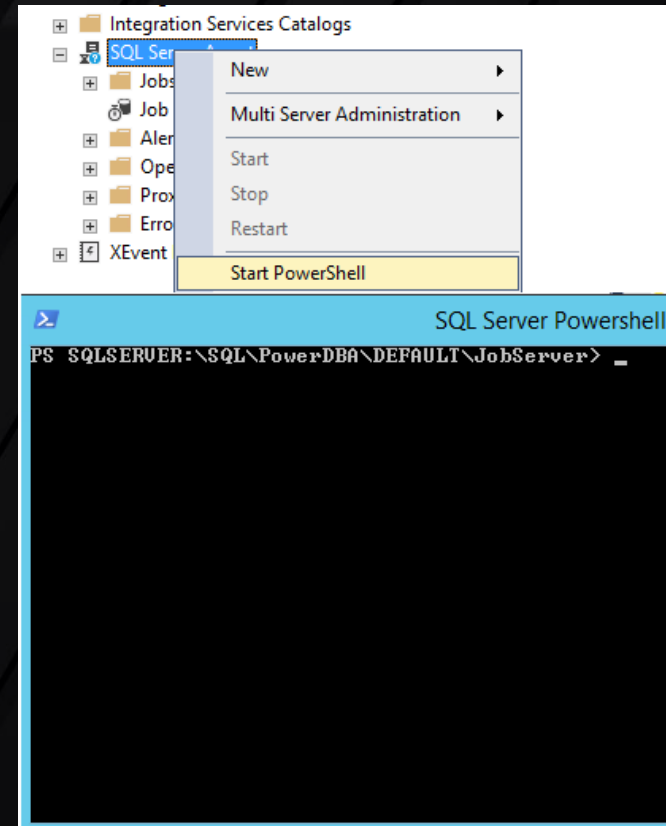 Integration Services Catalogs
SQL Ser
New
Jobs
Job
Multi Server Administration
Aler
Start
Ope
Stop
Prox
Restart
Erro
XEvent
Start PowerShell
SQL Server Powershell
PS SQLSERVER:\SQL\PowerDBA\DEFAULT\JobServer> _